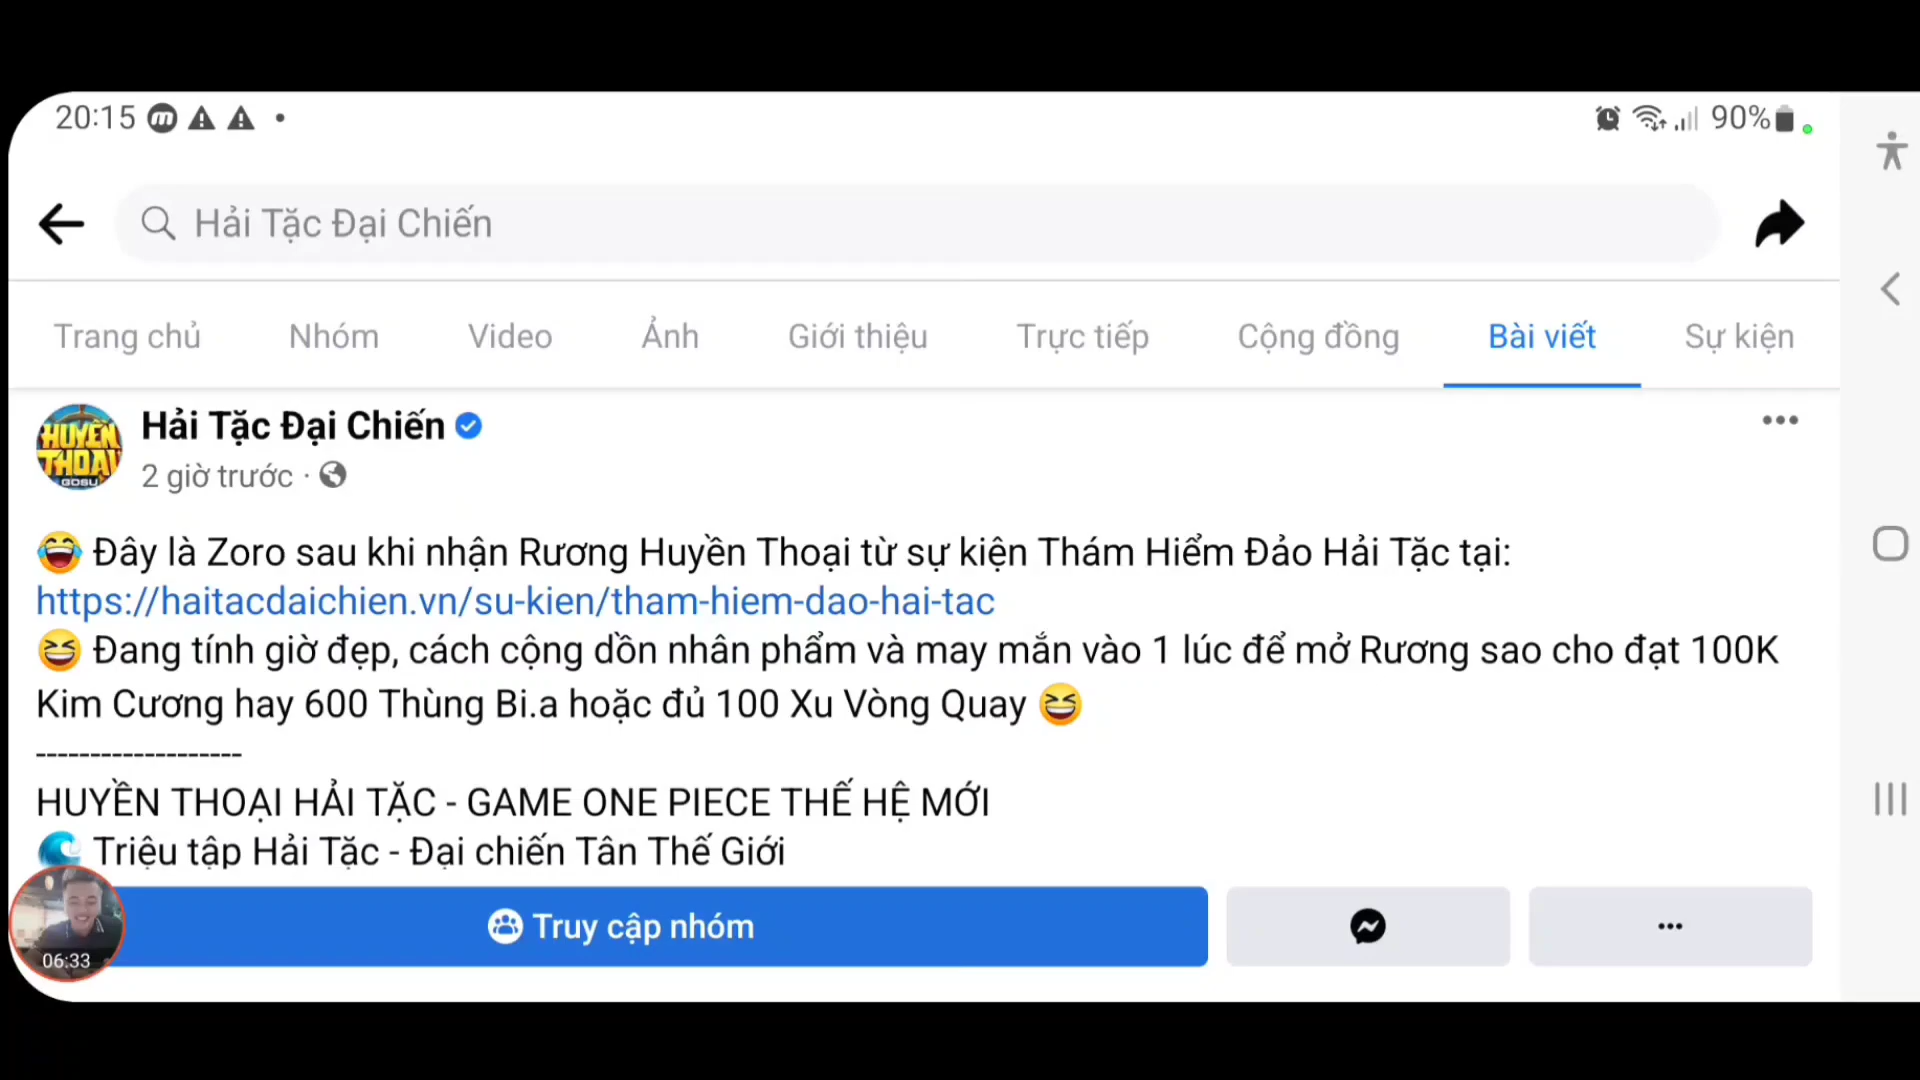 20:15
90%
Hải Tặc Đại Chiến
Trang chủ Nhóm Video Ảnh Giới thiệu Trực tiếp Cộng đồng Bài viết Sự kiện
HUYỀN THOẠI GOSU
Hải Tặc Đại Chiến
2 giờ trước ·
😂 Đây là Zoro sau khi nhận Rương Huyền Thoại từ sự kiện Thám Hiểm Đảo Hải Tặc tại:
https://haitacdaichien.vn/su-kien/tham-hiem-dao-hai-tac
😆 Đang tính giờ đẹp, cách cộng dồn nhân phẩm và may mắn vào 1 lúc để mở Rương sao cho đạt 100K
Kim Cương hay 600 Thùng Bi.a hoặc đủ 100 Xu Vòng Quay 😆
-------------------
HUYỀN THOẠI HẢI TẶC - GAME ONE PIECE THẾ HỆ MỚI
🌊 Triệu tập Hải Tặc - Đại chiến Tân Thế Giới
Truy cập nhóm
06:33